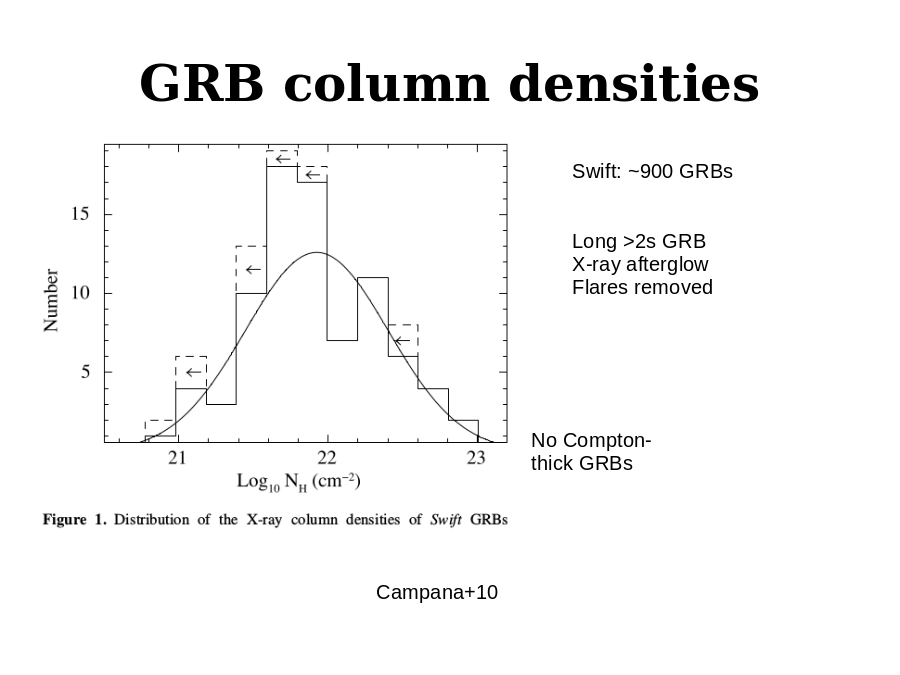 GRB column densities
Swift: ~900 GRBs
Long >2s GRB
X-ray afterglow
Flares removed
15
10
5
Number
21 22 23
Log10 NH (cm−2)
No Compton-
thick GRBs
Figure 1. Distribution of the X-ray column densities of Swift GRBs
Campana+10